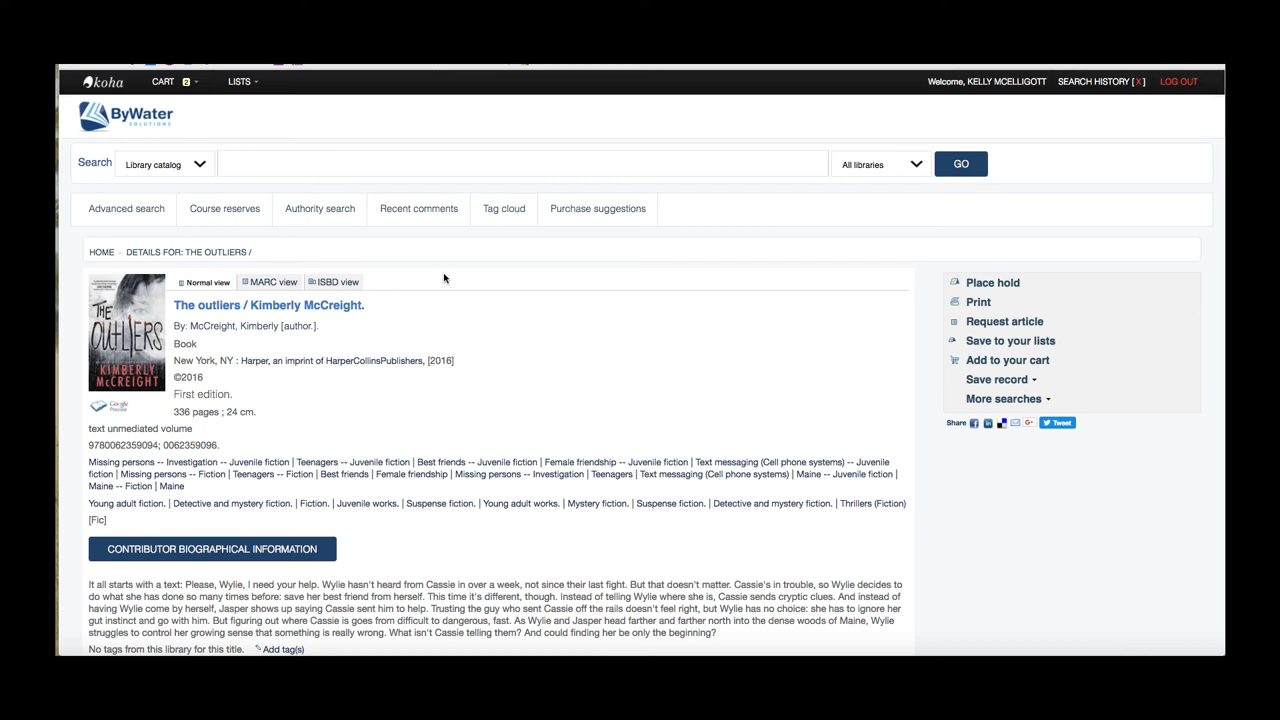 koha CART 2 LISTS Welcome, KELLY MCELLIGOTT SEARCH HISTORY [X] LOG OUT
ByWater
SOLUTIONS
Search Library catalog All libraries GO
Advanced search Course reserves Authority search Recent comments Tag cloud Purchase suggestions
HOME › DETAILS FOR: THE OUTLIERS /
Normal view MARC view ISBD view
THE OUTLIERS
KIMBERLY McCREIGHT
Google Preview
The outliers / Kimberly McCreight.
By: McCreight, Kimberly [author.].
Book
New York, NY : Harper, an imprint of HarperCollinsPublishers, [2016]
©2016
First edition.
336 pages ; 24 cm.
text unmediated volume
9780062359094; 0062359096.
Missing persons -- Investigation -- Juvenile fiction | Teenagers -- Juvenile fiction | Best friends -- Juvenile fiction | Female friendship -- Juvenile fiction | Text messaging (Cell phone systems) -- Juvenile
fiction | Missing persons -- Fiction | Teenagers -- Fiction | Best friends | Female friendship | Missing persons -- Investigation | Teenagers | Text messaging (Cell phone systems) | Maine -- Juvenile fiction |
Maine -- Fiction | Maine
Young adult fiction. | Detective and mystery fiction. | Fiction. | Juvenile works. | Suspense fiction. | Young adult works. | Mystery fiction. | Suspense fiction. | Detective and mystery fiction. | Thrillers (Fiction)
[Fic]
CONTRIBUTOR BIOGRAPHICAL INFORMATION
It all starts with a text: Please, Wylie, I need your help. Wylie hasn't heard from Cassie in over a week, not since their last fight. But that doesn't matter. Cassie's in trouble, so Wylie decides to
do what she has done so many times before: save her best friend from herself. This time it's different, though. Instead of telling Wylie where she is, Cassie sends cryptic clues. And instead of
having Wylie come by herself, Jasper shows up saying Cassie sent him to help. Trusting the guy who sent Cassie off the rails doesn't feel right, but Wylie has no choice: she has to ignore her
gut instinct and go with him. But figuring out where Cassie is goes from difficult to dangerous, fast. As Wylie and Jasper head farther and farther north into the dense woods of Maine, Wylie
struggles to control her growing sense that something is really wrong. What isn't Cassie telling them? And could finding her be only the beginning?
No tags from this library for this title. Add tag(s)
Place hold
Print
Request article
Save to your lists
Add to your cart
Save record
More searches
Share Tweet